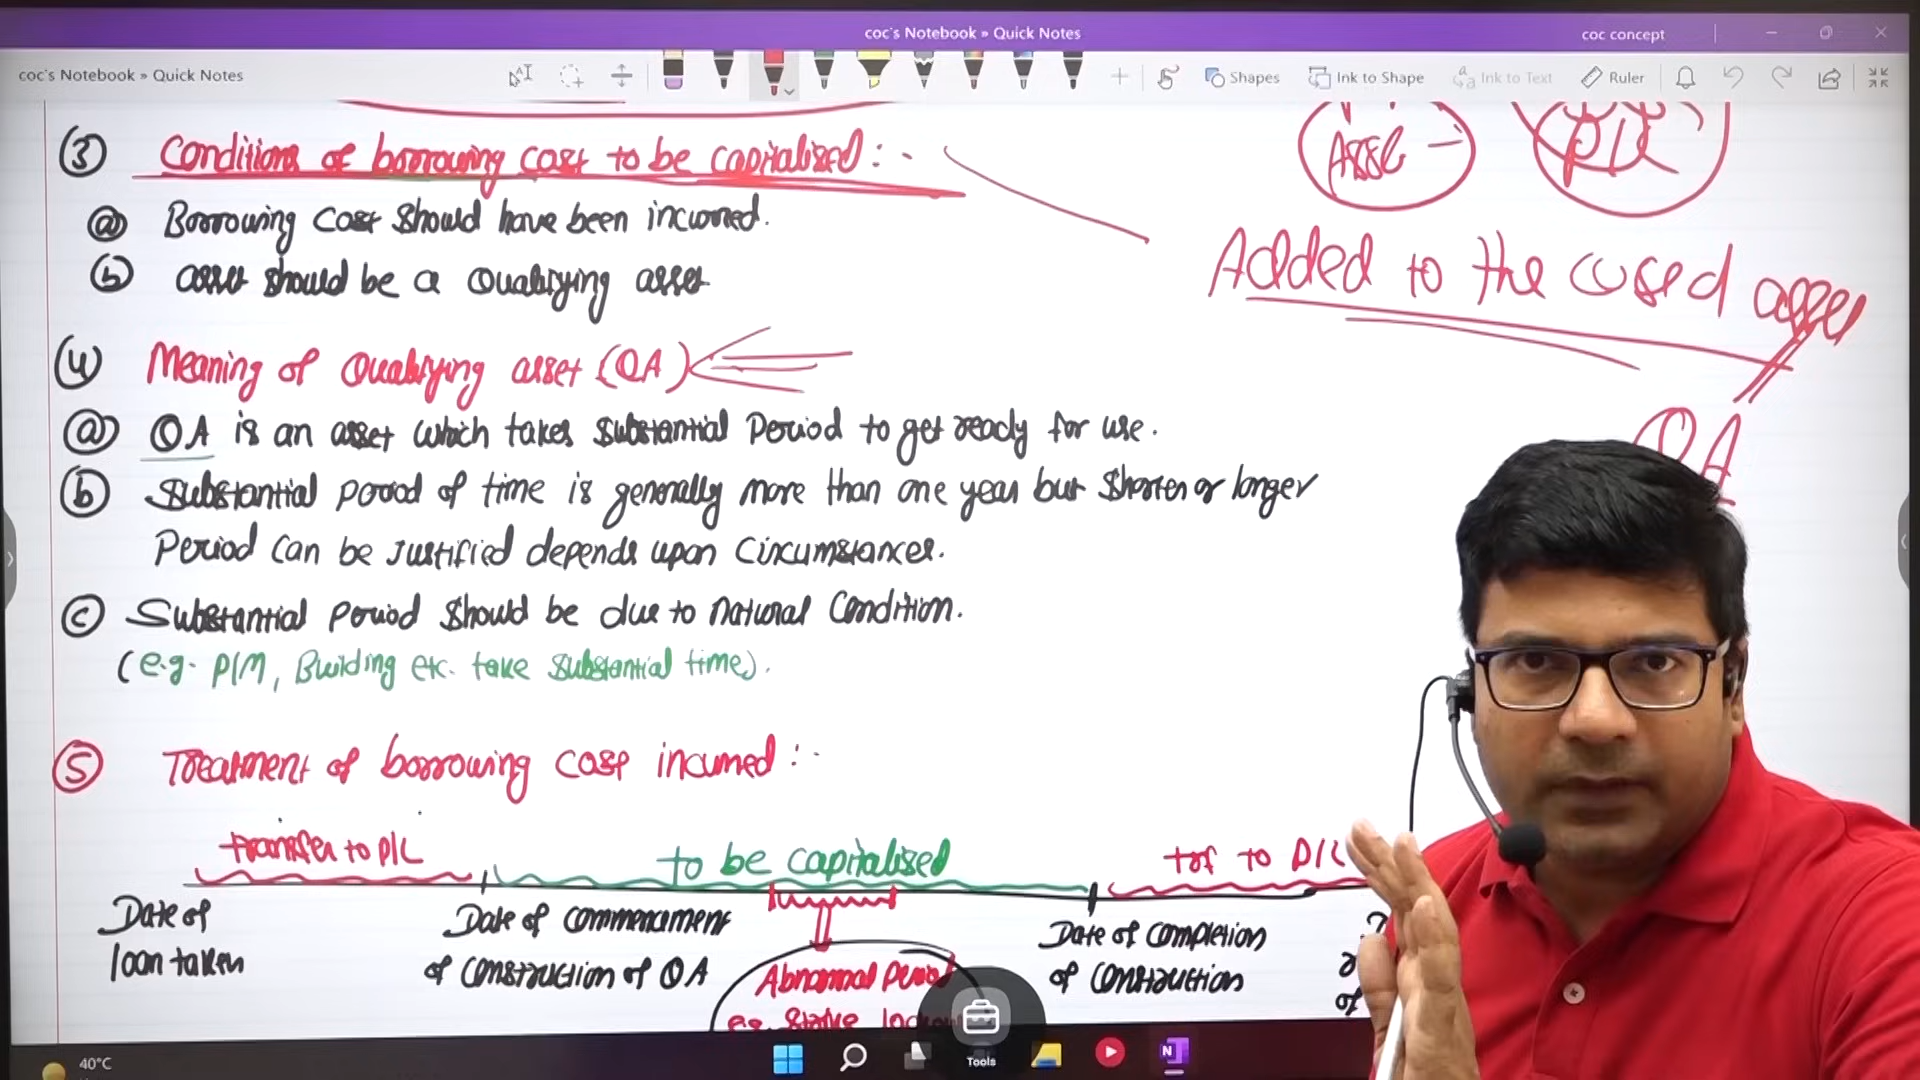 coc's Notebook » Quick Notes
coc concept
coc's Notebook » Quick Notes
Shapes
Ink to Shape
Ink to Text
Ruler
Asse
P/L
Added to the
QA
(3) Conditions of borrowing cost to be capitalised :-
(a) Borrowing cost should have been incurred.
(b) asset should be a Qualifying asset
(4) Meaning of Qualifying asset (QA)
(a) QA is an asset which takes substantial Period to get ready for use.
(b) Substantial period of time is generally more than one year but shorter or longer
Period can be justified depends upon circumstances.
(c) Substantial period should be due to natural condition.
(e.g. P/M, Building etc. take substantial time).
(5) Treatment of borrowing cost incurred :-
transfer to P/L
to be capitalised
trf to P/L
Date of
loan taken
Date of commencement
of construction of QA
Abnormal Period
e.g. strike
Date of completion
of construction
of
Tools
40°C